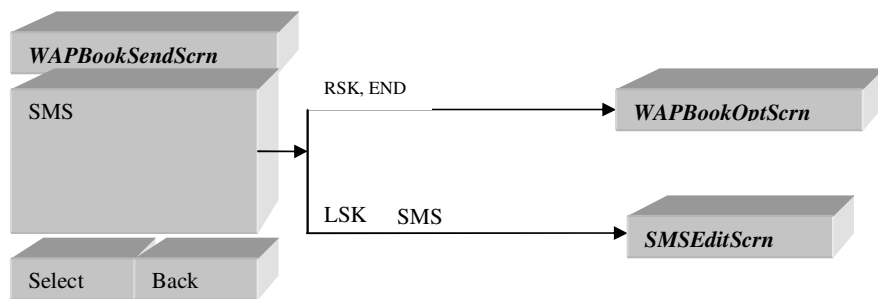 WAPBookSendScrn
SMS
RSK, END
WAPBookOptScrn
LSK SMS
SMSEditScrn
Select Back